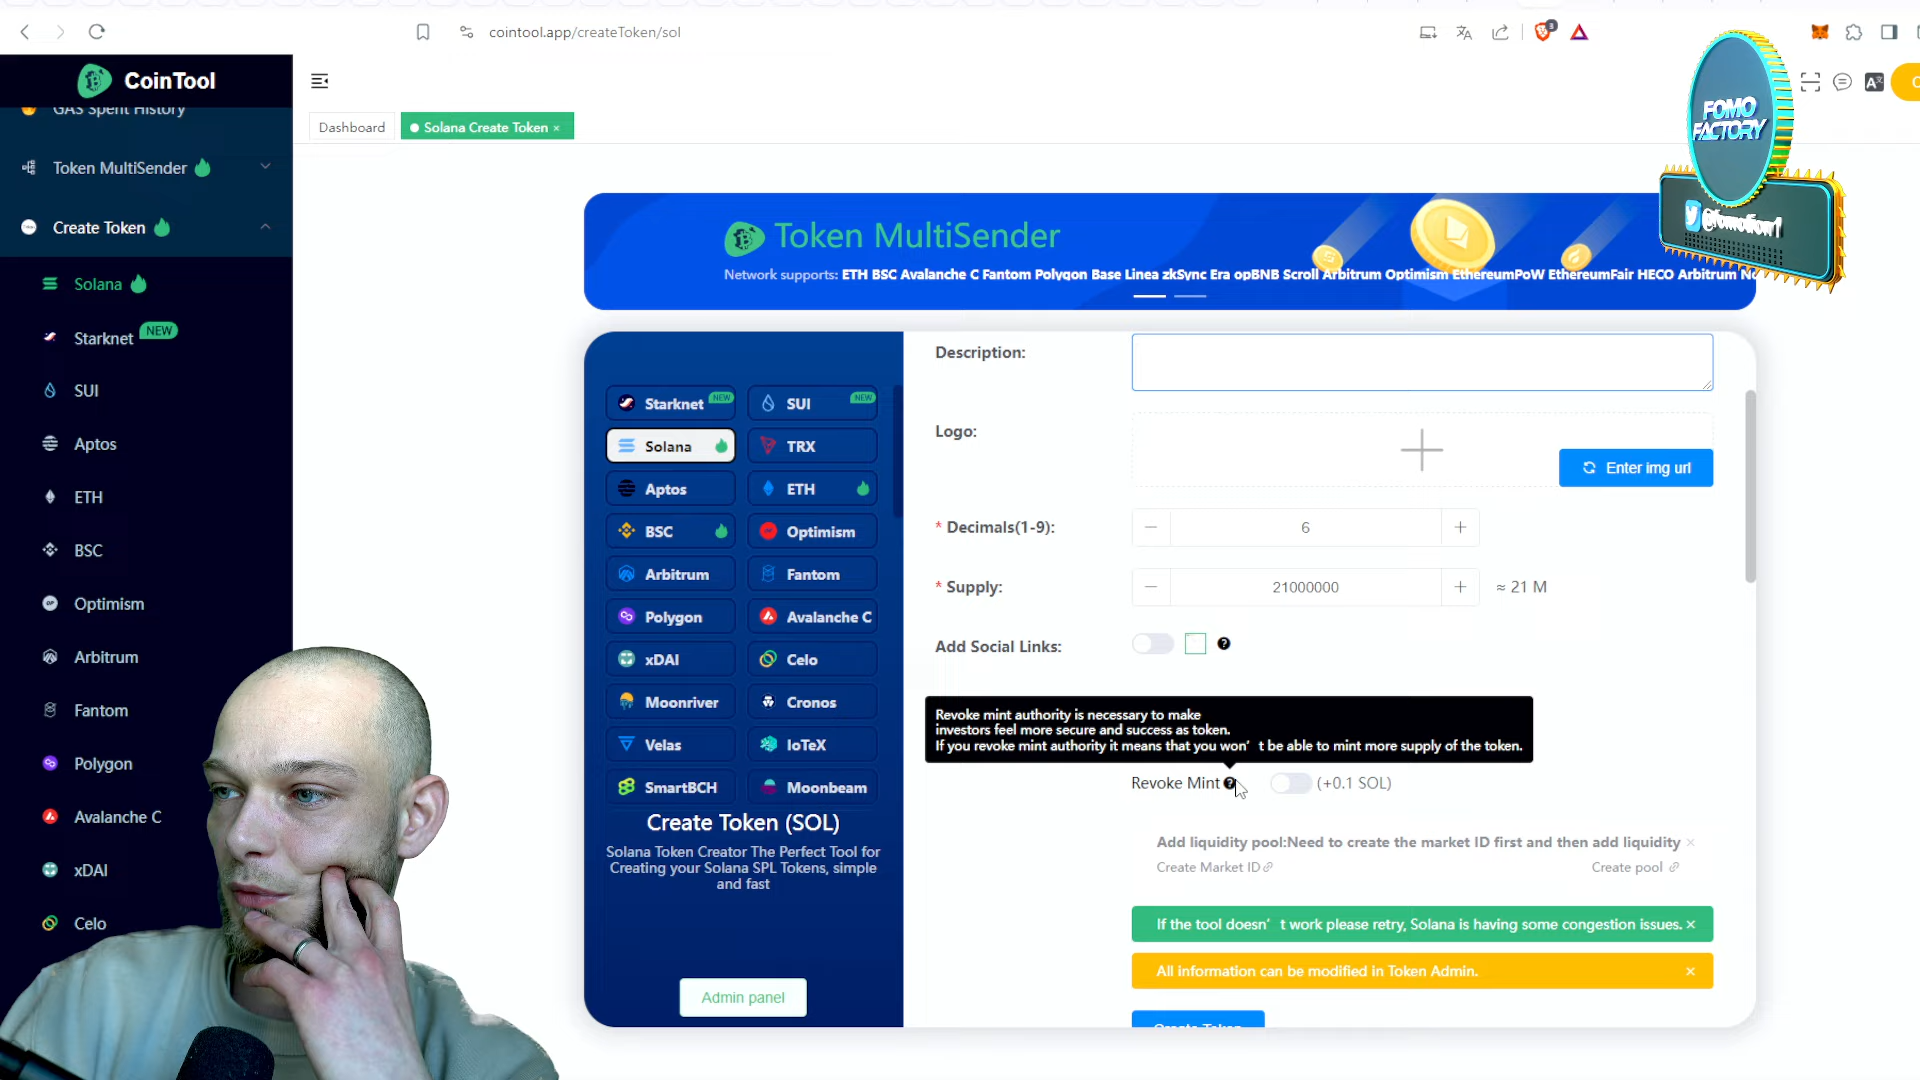 cointool.app/createToken/sol
3
CoinTool
GAS Spent History
Token MultiSender
Create Token
Solana
Starknet NEW
SUI
Aptos
ETH
BSC
Optimism
Arbitrum
Fantom
Polygon
Avalanche C
xDAI
Celo
Dashboard
Solana Create Token ×
FOMO
FACTORY
Token MultiSender
Network supports: ETH BSC Avalanche C Fantom Polygon Base Linea zkSync Era opBNB Scroll Arbitrum Optimism EthereumPoW EthereumFair HECO Arbitrum
Starknet NEW
SUI NEW
Solana
TRX
Aptos
ETH
BSC
Optimism
Arbitrum
Fantom
Polygon
Avalanche C
xDAI
Celo
Moonriver
Cronos
Velas
IoTeX
SmartBCH
Moonbeam
Create Token (SOL)
Solana Token Creator The Perfect Tool for
Creating your Solana SPL Tokens, simple
and fast
Admin panel
Description:
Logo:
Enter img url
* Decimals(1-9):
6
* Supply:
21000000
≈ 21 M
Add Social Links:
Revoke mint authority is necessary to make
investors feel more secure and success as token.
If you revoke mint authority it means that you won’t be able to mint more supply of the token.
Revoke Mint
(+0.1 SOL)
Add liquidity pool:Need to create the market ID first and then add liquidity
Create Market ID
Create pool
If the tool doesn’t work please retry, Solana is having some congestion issues.
All information can be modified in Token Admin.
Create Token